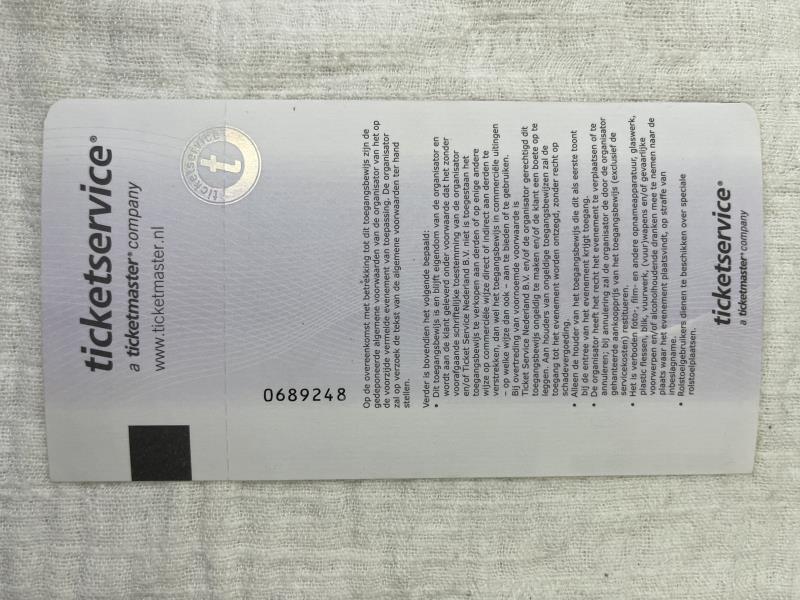 ticketservice®
a ticketmaster® company
www.ticketmaster.nl
ticketservice
t
0689248
Op de overeenkomst met betrekking tot dit toegangsbewijs zijn de
gedeponeerde algemene voorwaarden van de organisator van het op
de voorzijde vermelde evenement van toepassing. De organisator
zal op verzoek de tekst van de algemene voorwaarden ter hand
stellen.
Verder is bovendien het volgende bepaald:
• Dit toegangsbewijs is en blijft eigendom van de organisator en
wordt aan de klant geleverd onder voorwaarde dat het zonder
voorafgaande schriftelijke toestemming van de organisator
en/of Ticket Service Nederland B.V. niet is toegestaan het
toegangsbewijs te verkopen aan derden of op enige andere
wijze op commerciële wijze direct of indirect aan derden te
verstrekken, dan wel het toegangsbewijs in commerciële uitingen
– op welke wijze dan ook – aan te bieden of te gebruiken.
Bij overtreding van voornoemde voorwaarde is
Ticket Service Nederland B.V. en/of de organisator gerechtigd dit
toegangsbewijs ongeldig te maken en/of de klant een boete op te
leggen. Aan houders van ongeldige toegangsbewijzen zal de
toegang tot het evenement worden ontzegd, zonder recht op
schadevergoeding.
• Alleen de houder van het toegangsbewijs die dit als eerste toont
bij de entree van het evenement krijgt toegang.
• De organisator heeft het recht het evenement te verplaatsen of te
annuleren; bij annulering zal de organisator de door de organisator
gehanteerde aankoopprijs van het toegangsbewijs (exclusief de
servicekosten) restitueren.
• Het is verboden foto-, film- en andere opnameapparatuur, glaswerk,
plastic flessen, blik, vuurwerk, (vuur)wapens en/of gevaarlijke
voorwerpen en/of alcoholhoudende dranken mee te nemen naar de
plaats waar het evenement plaatsvindt, op straffe van
inbeslagname.
• Rolstoelgebruikers dienen te beschikken over speciale
rolstoelplaatsen.
ticketservice®
a ticketmaster® company